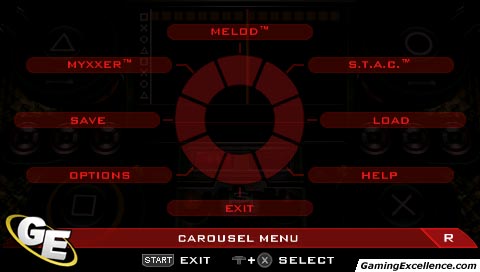 MELOD™
MYXXER™
S.T.A.C.™
SAVE
LOAD
OPTIONS
HELP
EXIT
GE
CAROUSEL MENU
R
START EXIT + X SELECT
GamingExcellence.com